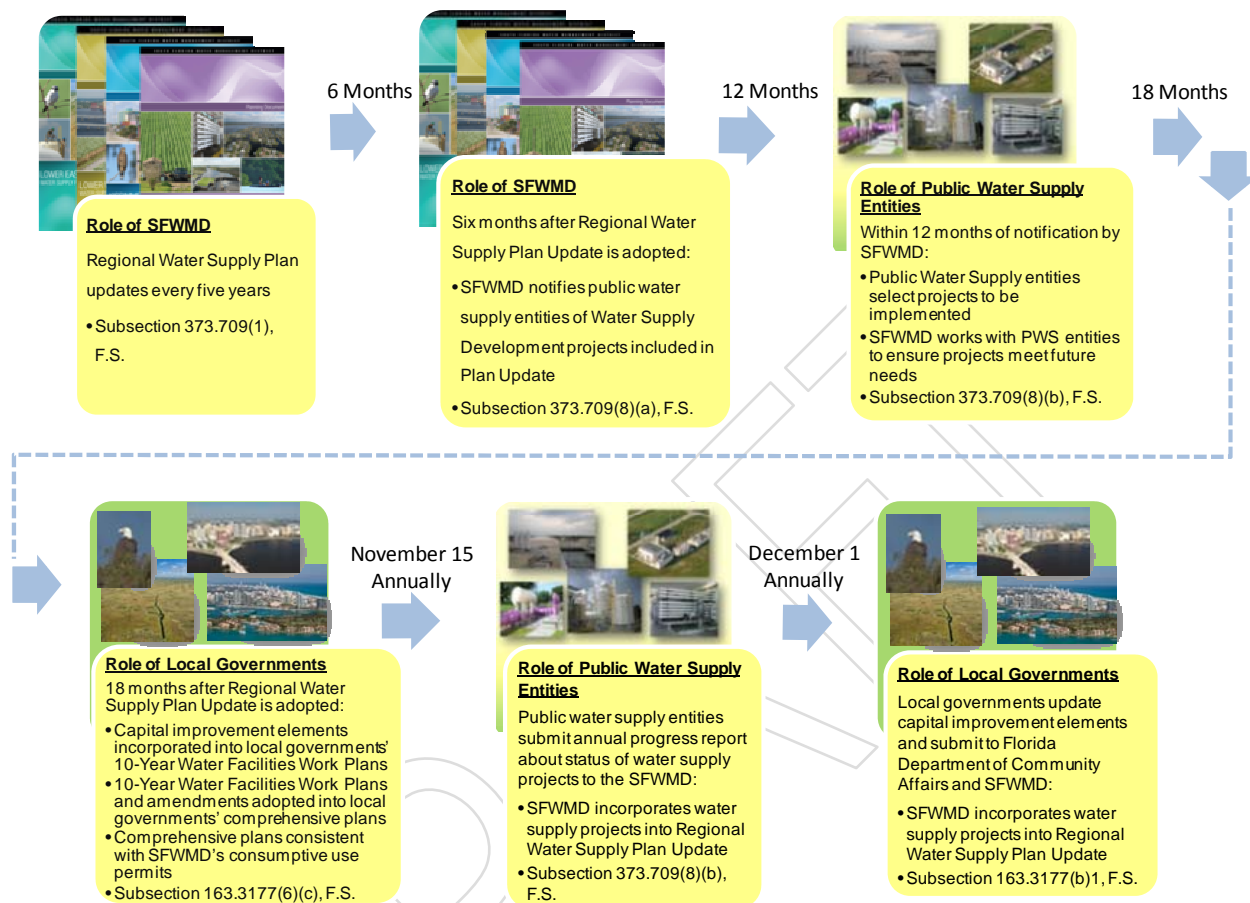 6 Months
12 Months
18 Months
Role of SFWMD
Regional Water Supply Plan
updates every five years
•Subsection 373.709(1),
F.S.
Role of SFWMD
Six months after Regional Water
Supply Plan Update is adopted:
•SFWMD notifies public water
supply entities of Water Supply
Development projects included in
Plan Update
•Subsection 373.709(8)(a), F.S.
Role of Public Water Supply
Entities
Within 12 months of notification by
SFWMD:
•Public Water Supply entities
select projects to be
implemented
•SFWMD works with PWS entities
to ensure projects meet future
needs
•Subsection 373.709(8)(b), F.S.
November 15
Annually
December 1
Annually
Role of Local Governments
18 months after Regional Water
Supply Plan Update is adopted:
•Capital improvement elements
incorporated into local governments'
10-Year Water Facilities Work Plans
•10-Year Water Facilities Work Plans
and amendments adopted into local
governments' comprehensive plans
•Comprehensive plans consistent
with SFWMD's consumptive use
permits
•Subsection 163.3177(6)(c), F.S.
Role of Public Water Supply
Entities
Public water supply entities
submit annual progress report
about status of water supply
projects to the SFWMD:
•SFWMD incorporates water
supply projects into Regional
Water Supply Plan Update
•Subsection 373.709(8)(b),
F.S.
Role of Local Governments
Local governments update
capital improvement elements
and submit to Florida
Department of Community
Affairs and SFWMD:
•SFWMD incorporates water
supply projects into Regional
Water Supply Plan Update
•Subsection 163.3177(b)1, F.S.